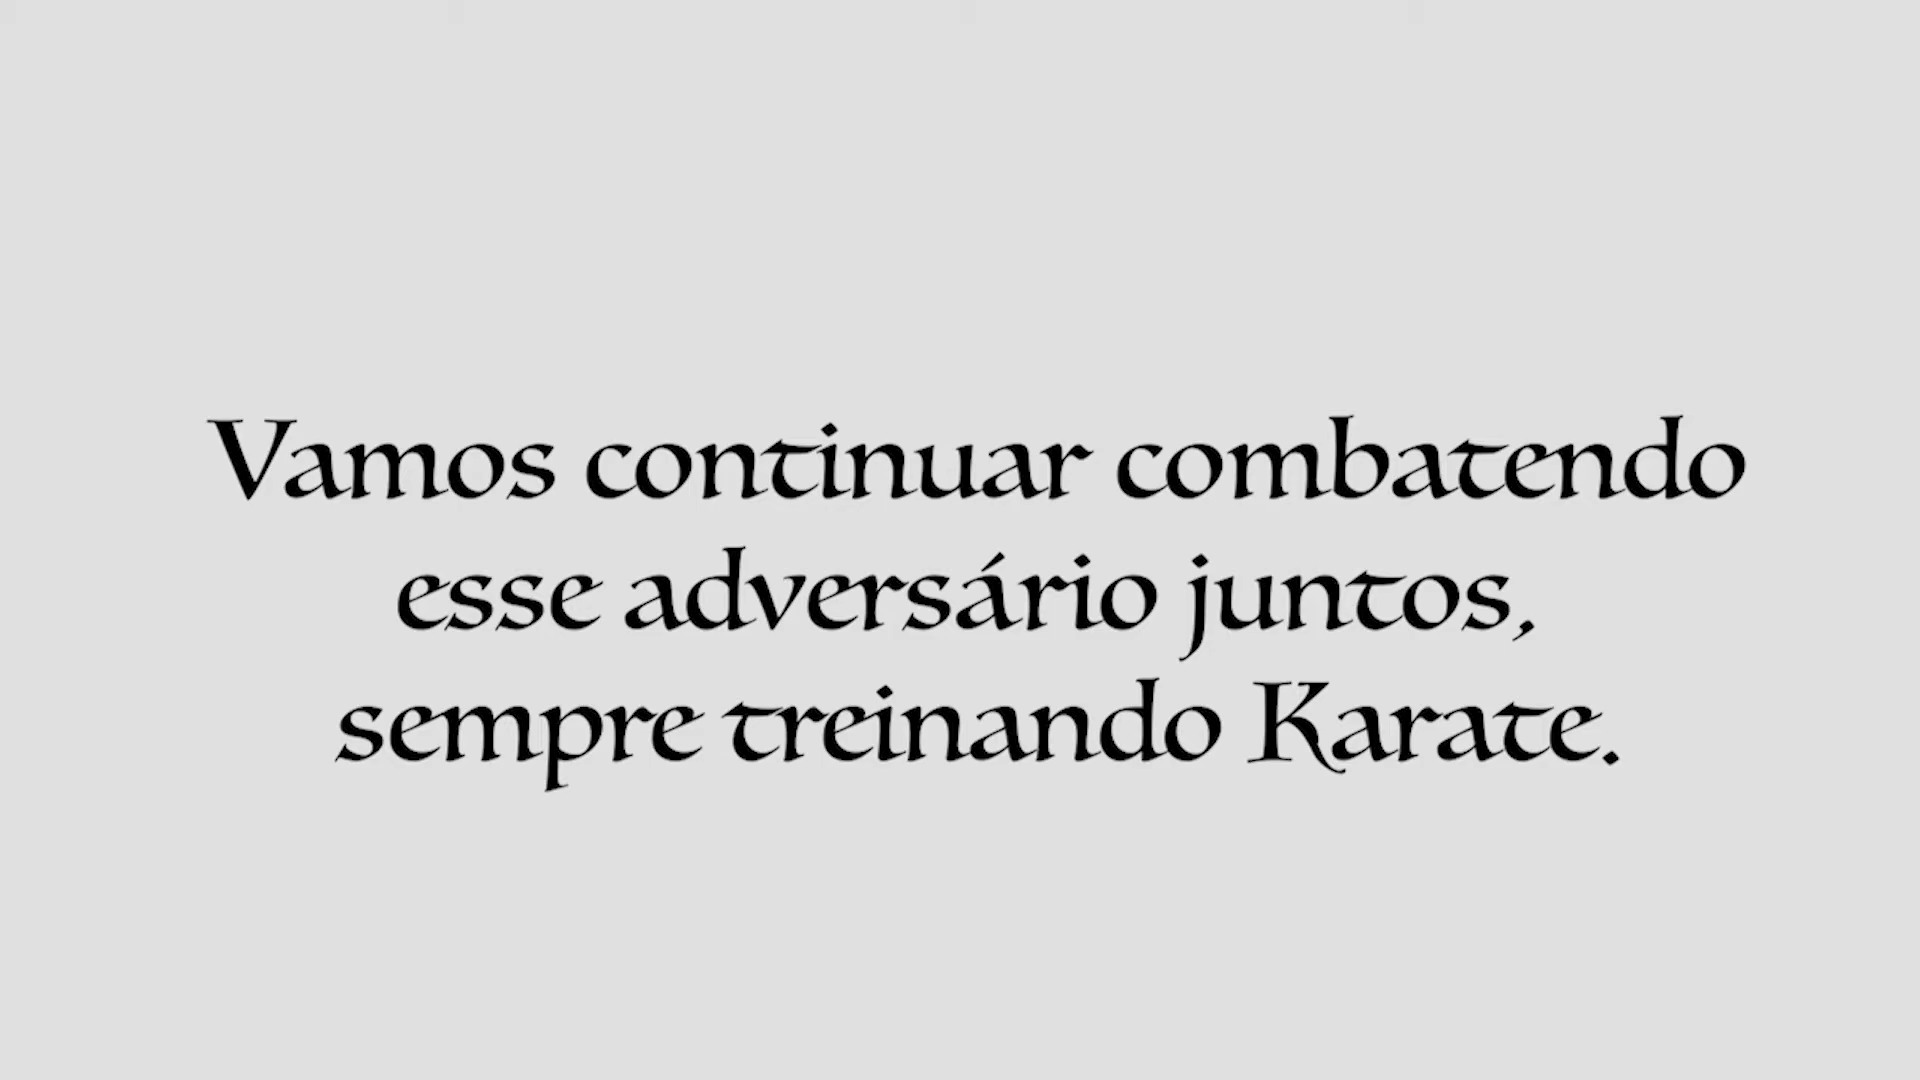 Vamos continuar combatendo
esse adversário juntos,
sempre treinando Karate.